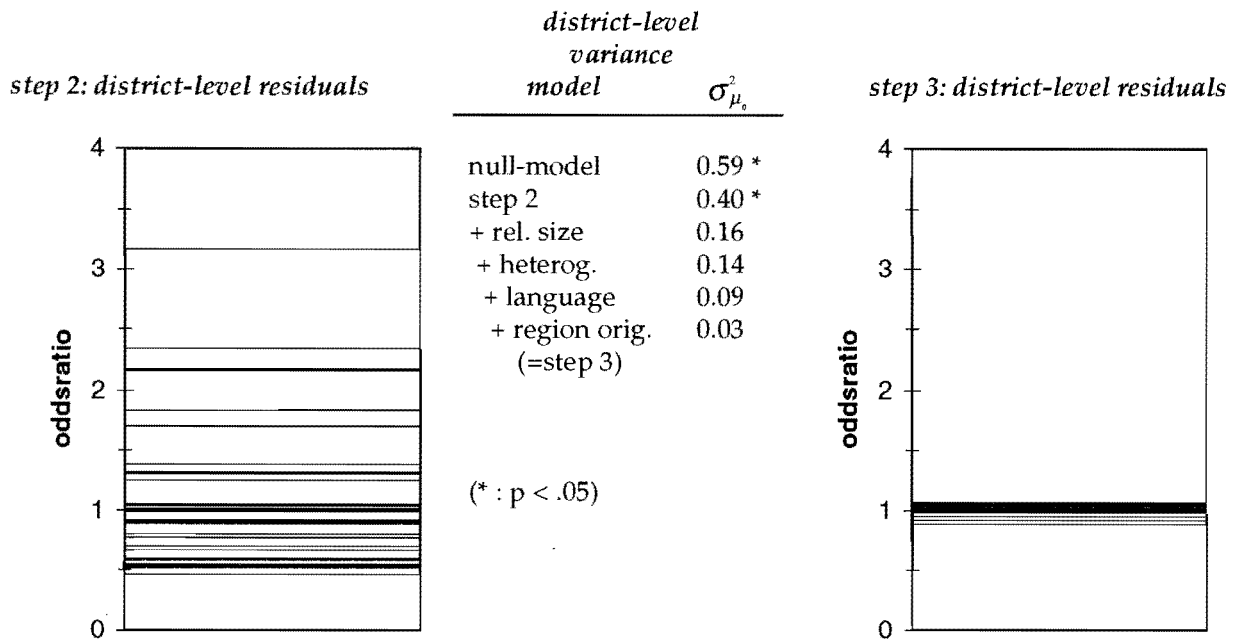 step 2: district-level residuals
oddsratio
4
3
2
1
0
district-level
variance
model σ²μ₀
null-model 0.59 *
step 2 0.40 *
+ rel. size 0.16
+ heterog. 0.14
+ language 0.09
+ region orig. 0.03
(=step 3)
(* : p < .05)
step 3: district-level residuals
oddsratio
4
3
2
1
0